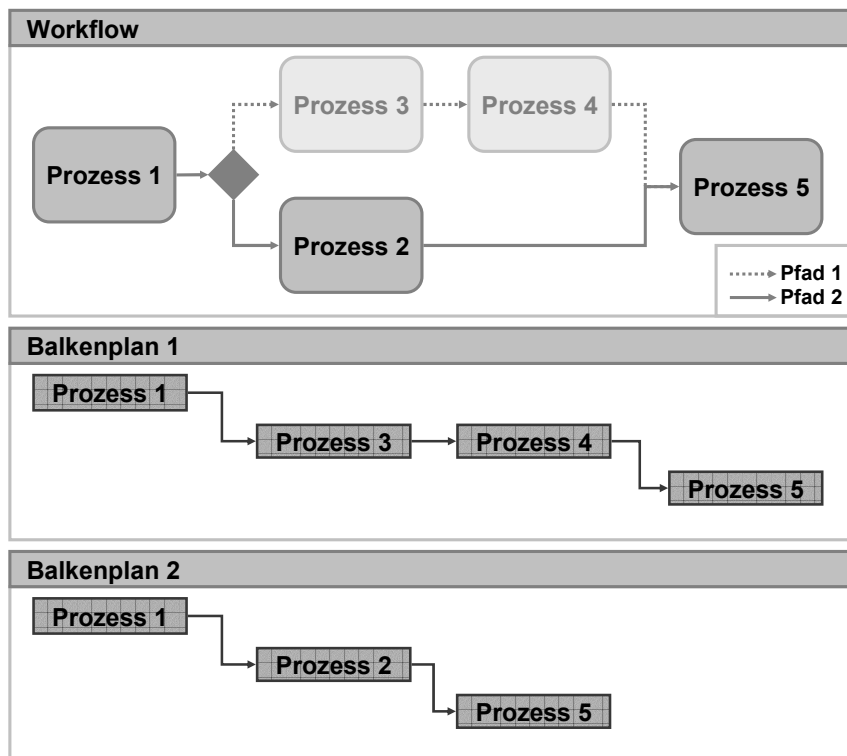 Workflow
Prozess 3
Prozess 4
Prozess 1
Prozess 5
Prozess 2
Pfad 1
Pfad 2
Balkenplan 1
Prozess 1
Prozess 3
Prozess 4
Prozess 5
Balkenplan 2
Prozess 1
Prozess 2
Prozess 5